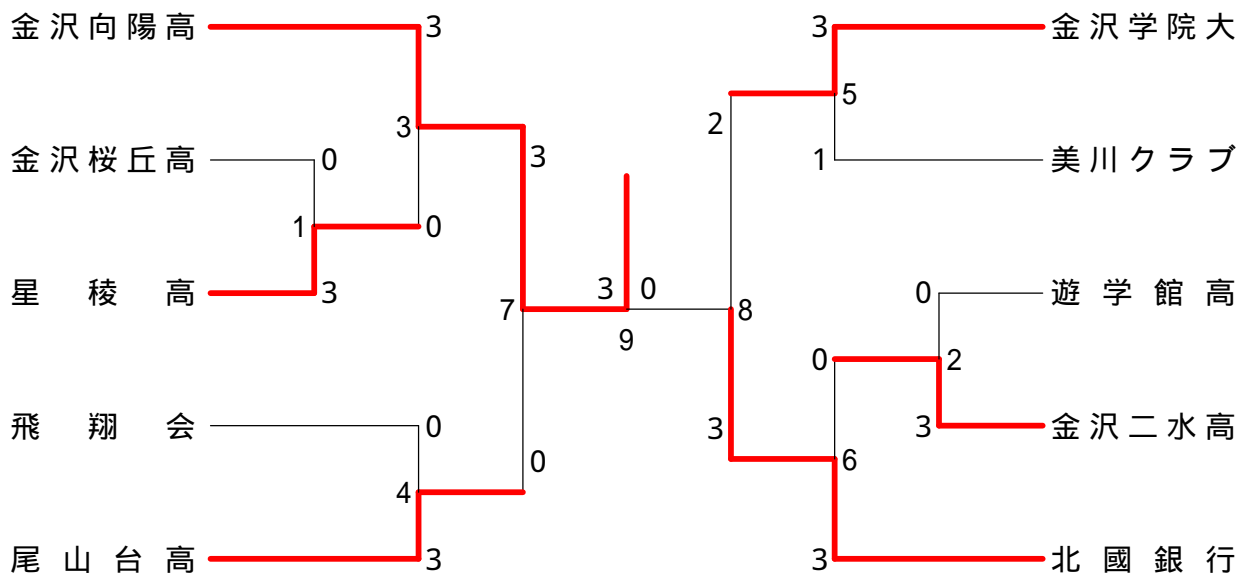 金沢向陽高 3 3 金沢学院大
3 2 5
金沢桜丘高 0 3 1 美川クラブ
1 0
星稜高 3 3 0 0 遊学館高
7 9 8 0 2
飛翔会 0 3 3 金沢二水高
4 0 6
尾山台高 3 3 北國銀行